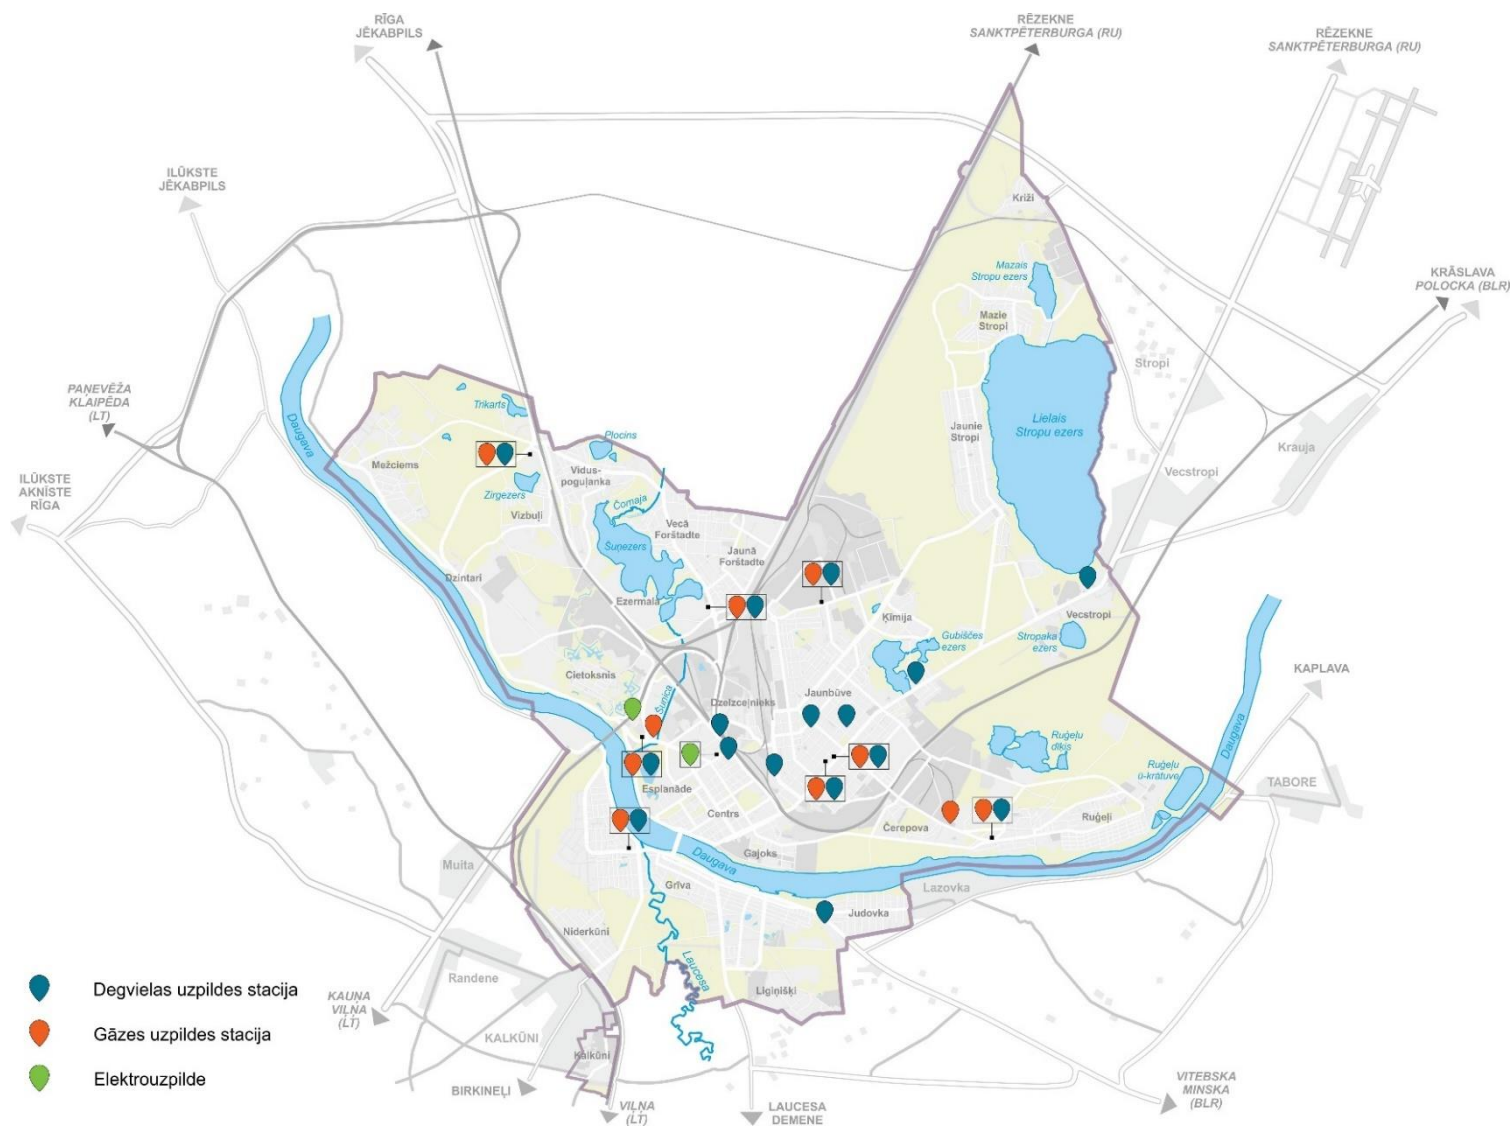 RĪGA
JĒKABPILS
RĒZEKNE
SANKTPĒTERBURGA (RU)
RĒZEKNE
SANKTPĒTERBURGA (RU)
ILŪKSTE
JĒKABPILS
Križi
Mazais
Stropu ezers
KRĀSLAVA
POLOCKA (BLR)
Mazie
Stropi
Stropi
PAŅEVĒŽA
KLAIPĒDA
(LT)
Daugava
Trikarts
Plocins
Jaunie
Stropi
Lielais
Stropu ezers
Krauja
Mežciems
Vidus-
poguļanka
Vecstropi
ILŪKSTE
AKNĪSTE
RĪGA
Zirgezers
Vizbuļi
Čornaja
Vecā
Forštadte
Šuņezers
Jaunā
Forštadte
Dzintari
Ezermala
Ķīmija
Vecstropi
Gubiščes
ezers
Stropaka
ezers
KAPLAVA
Cietoksnis
Šuņica
Dzelzceļnieks
Jaunbūve
Daugava
Ruģeļu
dīķis
Ruģeļu
ū-krātuve
TABORE
Esplanāde
Centrs
Čerepova
Ruģeļi
Muita
Gajoks
Daugava
Grīva
Lazovka
Judovka
Niderkūni
Laucesa
Randene
Liginišķi
Degvielas uzpildes stacija
KAUŅA
VIĻŅA
(LT)
Gāzes uzpildes stacija
KALKŪNI
Kalkūni
Elektrouzpilde
BIRKINEĻI
VIĻŅA
(LT)
LAUCESA
DEMENE
VITEBSKA
MINSKA
(BLR)